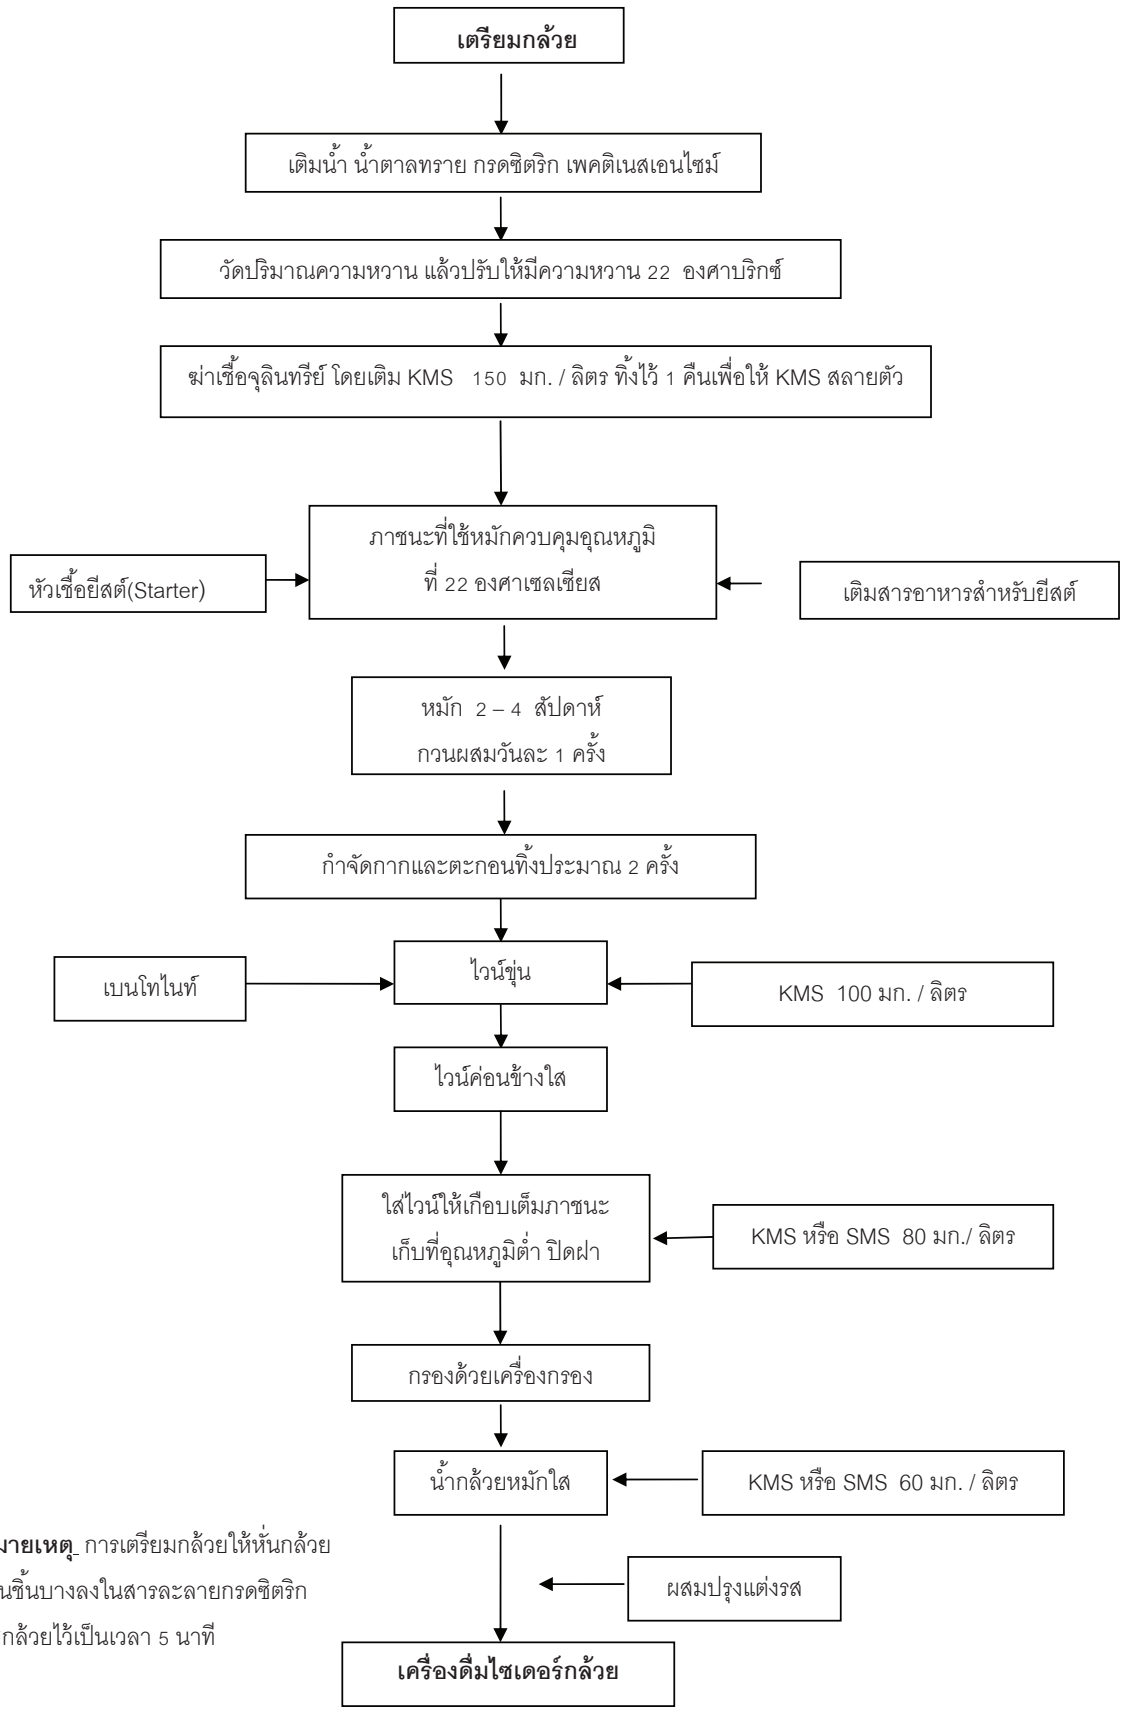 เตรียมกล้วย
เติมน้ำ น้ำตาลทราย กรดซิตริก เพคติเนสเอนไซม์
วัดปริมาณความหวาน แล้วปรับให้มีความหวาน 22 องศาบริกซ์
ฆ่าเชื้อจุลินทรีย์ โดยเติม KMS 150 มก. / ลิตร ทิ้งไว้ 1 คืนเพื่อให้ KMS สลายตัว
ภาชนะที่ใช้หมักควบคุมอุณหภูมิ
ที่ 22 องศาเซลเซียส
หัวเชื้อยีสต์(Starter)
เติมสารอาหารสำหรับยีสต์
หมัก 2 – 4 สัปดาห์
กวนผสมวันละ 1 ครั้ง
กำจัดกากและตะกอนทิ้งประมาณ 2 ครั้ง
ไวน์ขุ่น
เบนโทไนท์
KMS 100 มก. / ลิตร
ไวน์ค่อนข้างใส
ใส่ไวน์ให้เกือบเต็มภาชนะ
เก็บที่อุณหภูมิต่ำ ปิดฝา
KMS หรือ SMS 80 มก./ ลิตร
กรองด้วยเครื่องกรอง
น้ำกล้วยหมักใส
KMS หรือ SMS 60 มก. / ลิตร
มายเหตุ การเตรียมกล้วยให้หั่นกล้วย
นชิ้นบางลงในสารละลายกรดซิตริก
กล้วยไว้เป็นเวลา 5 นาที
ผสมปรุงแต่งรส
เครื่องดื่มไซเดอร์กล้วย